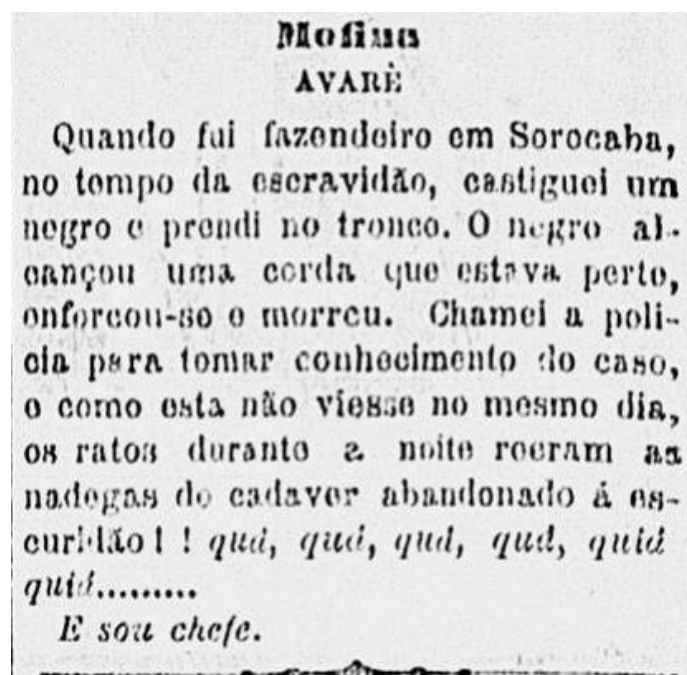 Mofina
AVARÈ
Quando fui fazendeiro em Sorocaba,
no tempo da escravidão, castiguei um
negro e prendi no tronco. O negro al-
cançou uma corda que estava perto,
enforcou-se e morreu. Chamei a poli-
cia para tomar conhecimento do caso,
e como esta não viesse no mesmo dia,
os ratos durante a noite roeram as
nadegas do cadaver abandonado á es-
curidão! ! quá, quá, quá, quá, quiá
quiá.........
E sou chefe.